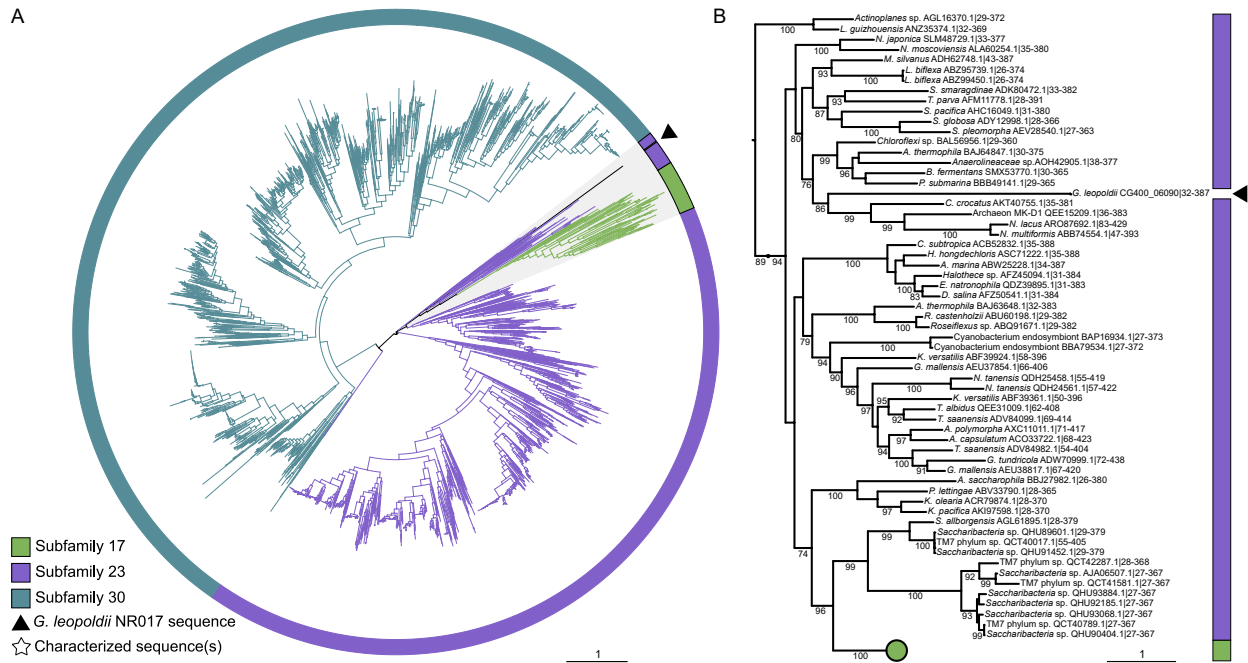 A
Subfamily 17
Subfamily 23
Subfamily 30
G. leopoldii NR017 sequence
Characterized sequence(s)
1
B
Actinoplanes sp. AGL16370.1|29-372
100
L. guizhouensis ANZ35374.1|32-369
N. japonica SLM48729.1|33-377
100
N. moscoviensis ALA60254.1|35-380
M. silvanus ADH62748.1|43-387
93
L. biflexa ABZ95739.1|26-374
100
L. biflexa ABZ99450.1|26-374
S. smaragdinae ADK80472.1|33-382
93
T. parva AFM11778.1|28-391
87
S. pacifica AHC16049.1|31-380
S. globosa ADY12998.1|28-366
100
S. pleomorpha AEV28540.1|27-363
80
Chloroflexi sp. BAL56956.1|29-360
99
A. thermophila BAJ64847.1|30-375
Anaerolineaceae sp.AOH42905.1|38-377
96
B. fermentans SMX53770.1|30-365
P. submarina BBB49141.1|29-365
76
G. leopoldii CG400_06090|32-387
86
C. crocatus AKT40755.1|35-381
99
Archaeon MK-D1 QEE15209.1|36-383
99
N. lacus ARO87692.1|83-429
100
N. multiformis ABB74554.1|47-393
C. subtropica ACB52832.1|35-388
100
H. hongdechloris ASC71222.1|35-388
89 94
A. marina ABW25228.1|34-387
Halothece sp. AFZ45094.1|31-384
100
E. natronophila QDZ39895.1|31-383
83
D. salina AFZ50541.1|31-384
A. thermophila BAJ63648.1|32-383
100
R. castenholzii ABU60198.1|29-382
100
Roseiflexus sp. ABQ91671.1|29-382
79
Cyanobacterium endosymbiont BAP16934.1|27-373
100
Cyanobacterium endosymbiont BBA79534.1|27-372
94
K. versatilis ABF39924.1|58-396
90
G. mallensis AEU37854.1|66-406
96
N. tanensis QDH25458.1|55-419
100
N. tanensis QDH24561.1|57-422
K. versatilis ABF39361.1|50-396
95
97
T. albidus QEE31009.1|62-408
92
T. saanensis ADV84099.1|69-414
A. polymorpha AXC11011.1|71-417
97
A. capsulatum ACO33722.1|68-423
94
T. saanensis ADV84982.1|54-404
100
G. tundricola ADW70999.1|72-438
91
G. mallensis AEU38817.1|67-420
A. saccharophila BBJ27982.1|26-380
100
P. lettingae ABV33790.1|28-365
K. olearia ACR79874.1|28-370
97
K. pacifica AKI97598.1|28-370
S. allborgensis AGL61895.1|28-379
99
Saccharibacteria sp. QHU89601.1|29-379
100
TM7 phylum sp. QCT40017.1|55-405
74
Saccharibacteria sp. QHU91452.1|29-379
99
TM7 phylum sp. QCT42287.1|28-368
92
Saccharibacteria sp. AJA06507.1|27-367
99
TM7 phylum sp. QCT41581.1|27-367
100
Saccharibacteria sp. QHU93884.1|27-367
Saccharibacteria sp. QHU92185.1|27-367
96
93
Saccharibacteria sp. QHU93068.1|27-367
TM7 phylum sp. QCT40789.1|27-367
99
Saccharibacteria sp. QHU90404.1|27-367
100
1